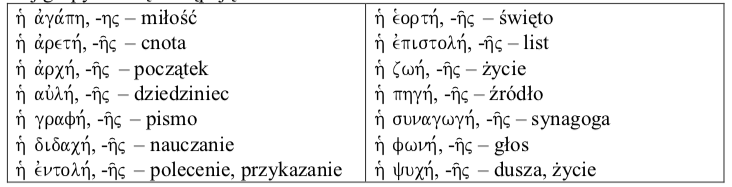 ἡ ἀγάπη, -ης – miłość
ἡ ἀρετή, -ῆς – cnota
ἡ ἀρχή, -ῆς – początek
ἡ αὐλή, -ῆς – dziedziniec
ἡ γραφή, -ῆς – pismo
ἡ διδαχή, -ῆς – nauczanie
ἡ ἐντολή, -ῆς – polecenie, przykazanie
ἡ ἑορτή, -ῆς – święto
ἡ ἐπιστολή, -ῆς – list
ἡ ζωή, -ῆς – życie
ἡ πηγή, -ῆς – źródło
ἡ συναγωγή, -ῆς – synagoga
ἡ φωνή, -ῆς – głos
ἡ ψυχή, -ῆς – dusza, życie